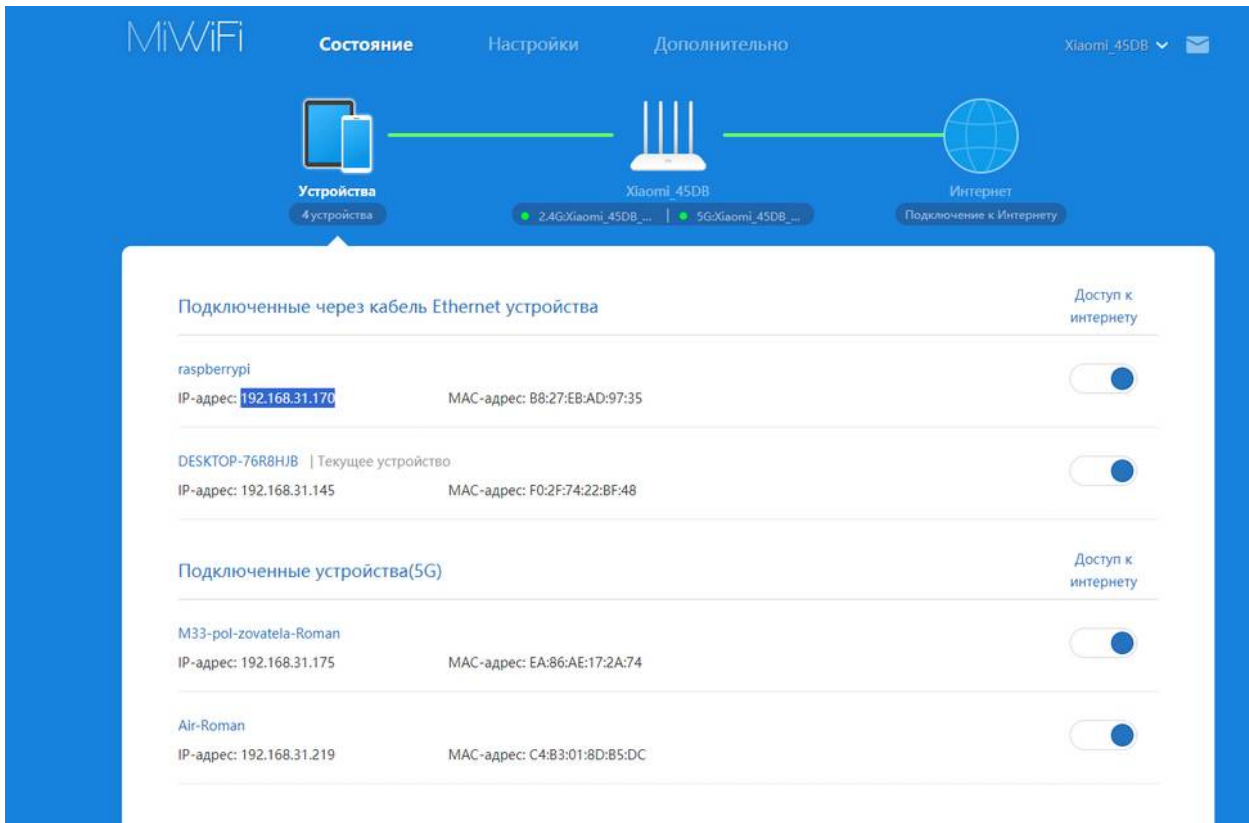 MiWiFi
Состояние
Настройки
Дополнительно
Xiaomi_45DB
Устройства
4 устройства
Xiaomi_45DB
2.4G:Xiaomi_45DB_... | 5G:Xiaomi_45DB_...
Интернет
Подключение к Интернету
Подключенные через кабель Ethernet устройства
Доступ к
интернету
raspberrypi
IP-адрес: 192.168.31.170 MAC-адрес: B8:27:EB:AD:97:35
DESKTOP-76R8HJB | Текущее устройство
IP-адрес: 192.168.31.145 MAC-адрес: F0:2F:74:22:BF:48
Подключенные устройства(5G)
Доступ к
интернету
M33-pol-zovatela-Roman
IP-адрес: 192.168.31.175 MAC-адрес: EA:86:AE:17:2A:74
Air-Roman
IP-адрес: 192.168.31.219 MAC-адрес: C4:B3:01:8D:B5:DC